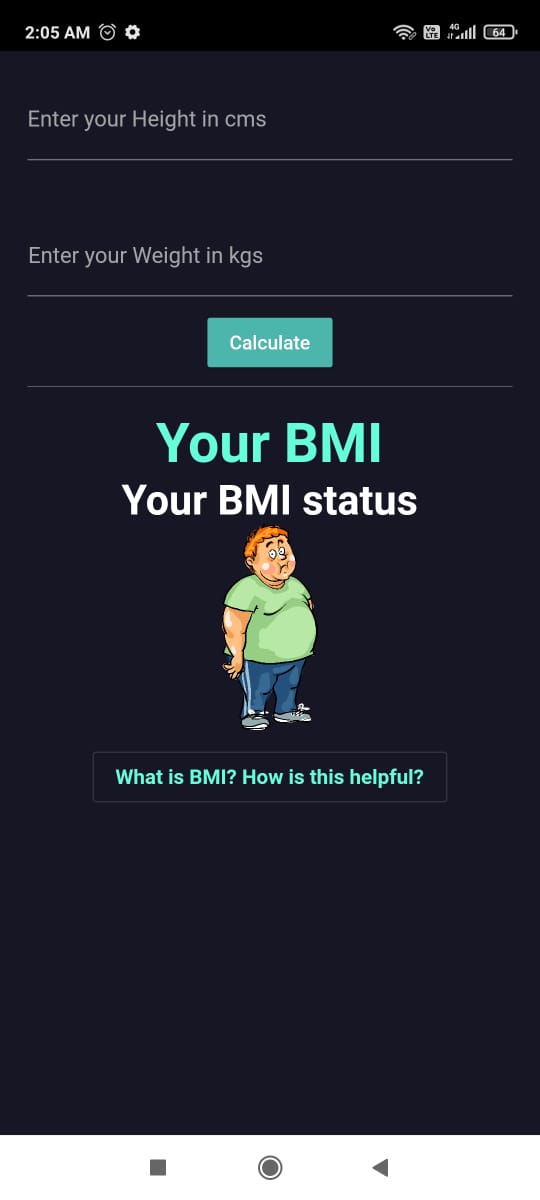 2:05 AM
Vo LTE 4G 64
Enter your Height in cms
Enter your Weight in kgs
Calculate
Your BMI
Your BMI status
What is BMI? How is this helpful?